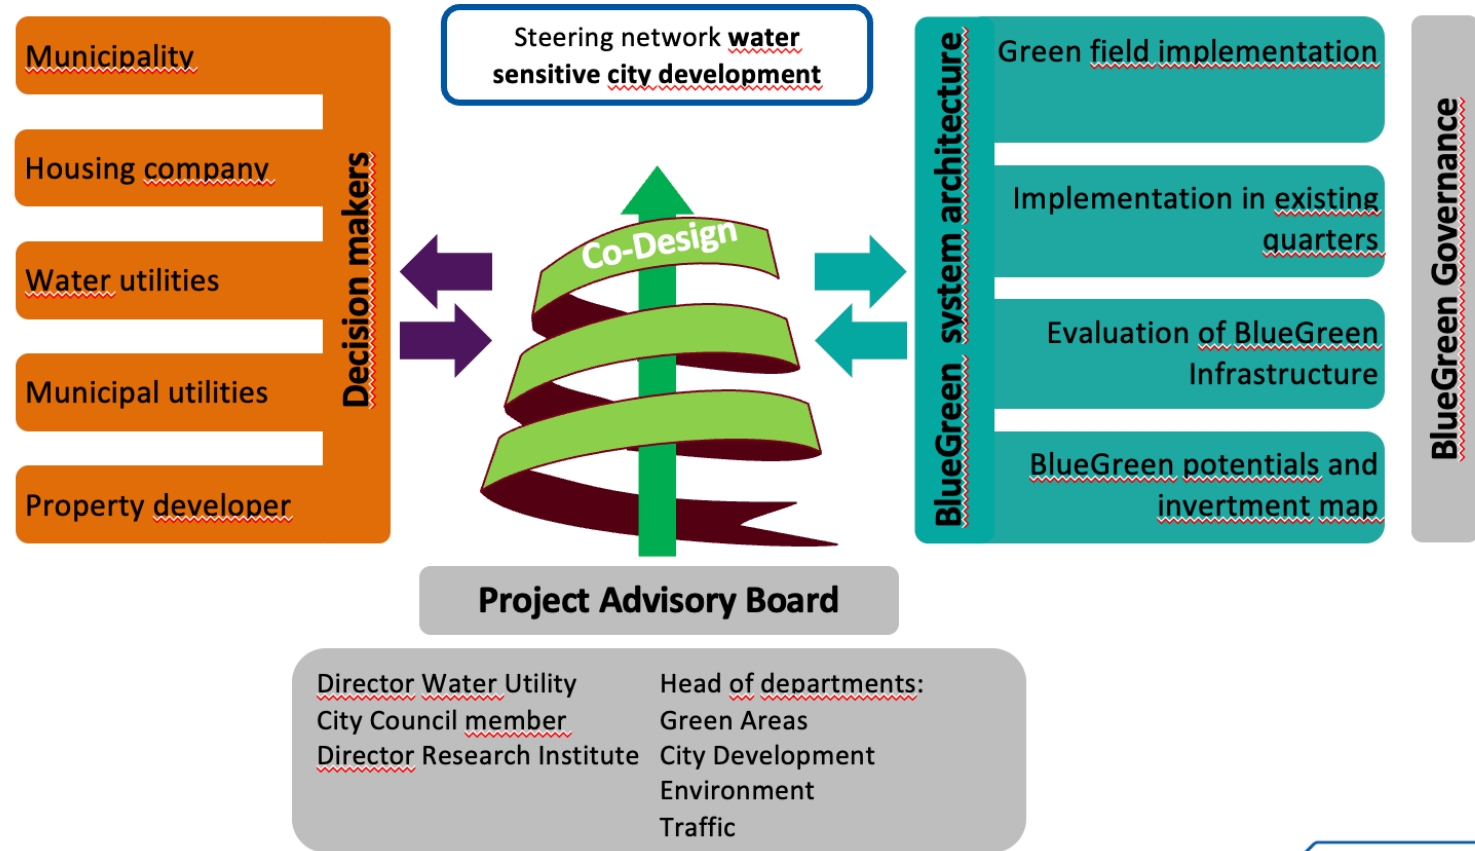 Steering network water
sensitive city development
Municipality
Housing company
Water utilities
Municipal utilities
Property developer
Decision makers
Co-Design
BlueGreen system architecture
Green field implementation
Implementation in existing
quarters
Evaluation of BlueGreen
Infrastructure
BlueGreen potentials and
invertment map
BlueGreen Governance
Project Advisory Board
Director Water Utility
City Council member
Director Research Institute
Head of departments:
Green Areas
City Development
Environment
Traffic